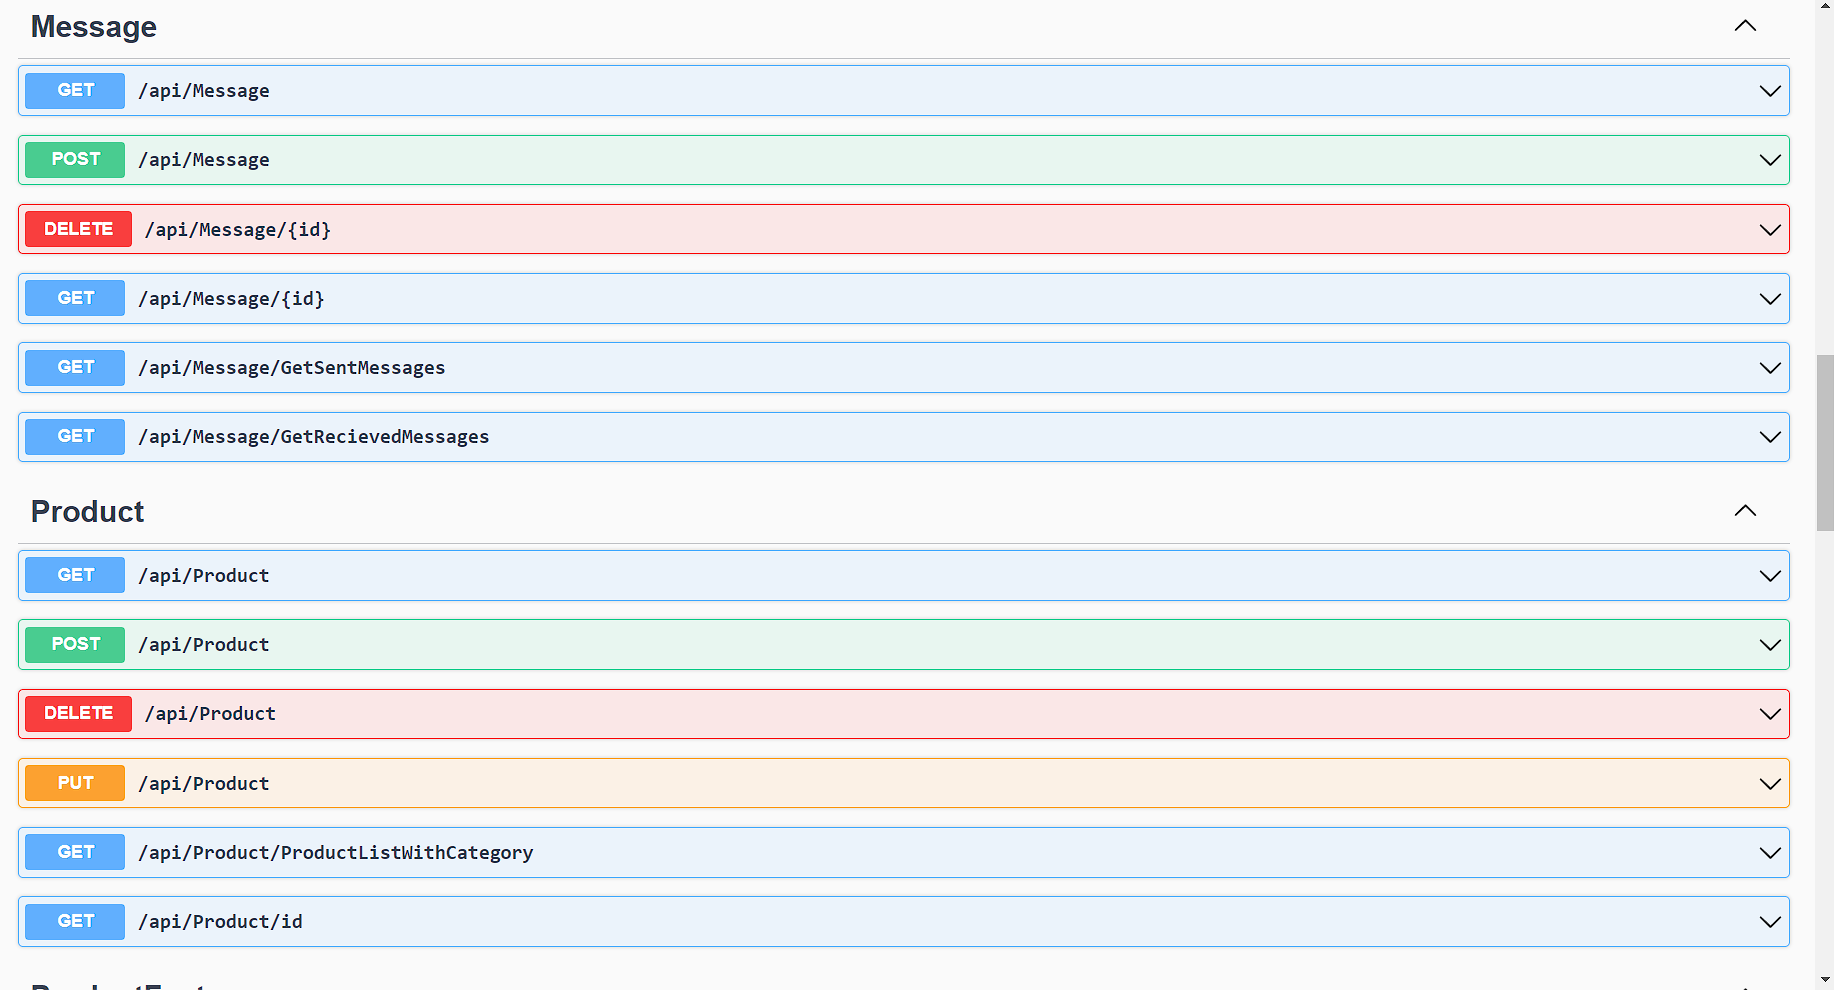 Message
GET /api/Message
POST /api/Message
DELETE /api/Message/{id}
GET /api/Message/{id}
GET /api/Message/GetSentMessages
GET /api/Message/GetRecievedMessages
Product
GET /api/Product
POST /api/Product
DELETE /api/Product
PUT /api/Product
GET /api/Product/ProductListWithCategory
GET /api/Product/id